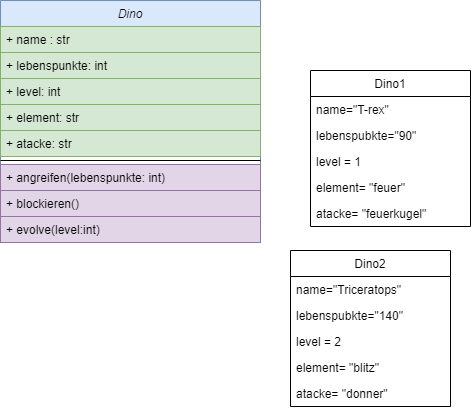 Dino
+ name : str
+ lebenspunkte: int
+ level: int
+ element: str
+ atacke: str
+ angreifen(lebenspunkte: int)
+ blockieren()
+ evolve(level:int)
Dino1
name="T-rex"
lebenspubkte="90"
level = 1
element= "feuer"
atacke= "feuerkugel"
Dino2
name="Triceratops"
lebenspubkte="140"
level = 2
element= "blitz"
atacke= "donner"